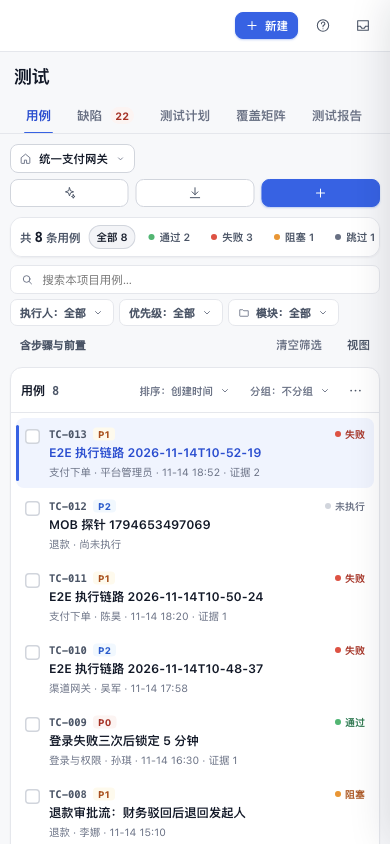 新建
测试
用例 缺陷 22 测试计划 覆盖矩阵 测试报告
统一支付网关
共 8 条用例 全部 8 通过 2 失败 3 阻塞 1 跳过 1
搜索本项目用例...
执行人: 全部 优先级: 全部 模块: 全部
含步骤与前置 清空筛选 视图
用例 8 排序: 创建时间 分组: 不分组 ...
TC-013 P1 失败
E2E 执行链路 2026-11-14T10-52-19
支付下单 · 平台管理员 · 11-14 18:52 · 证据 2
TC-012 P2 未执行
MOB 探针 1794653497069
退款 · 尚未执行
TC-011 P1 失败
E2E 执行链路 2026-11-14T10-50-24
支付下单 · 陈昊 · 11-14 18:20 · 证据 1
TC-010 P2 失败
E2E 执行链路 2026-11-14T10-48-37
渠道网关 · 吴军 · 11-14 17:58
TC-009 P0 通过
登录失败三次后锁定 5 分钟
登录与权限 · 孙琪 · 11-14 16:30 · 证据 1
TC-008 P1 阻塞
退款审批流：财务驳回后退回发起人
退款 · 李娜 · 11-14 15:10